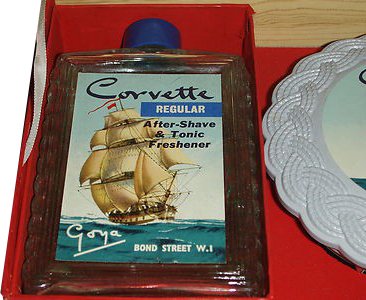 Corvette
REGULAR
After-Shave
& Tonic
Freshener
Goya
BOND STREET W.1